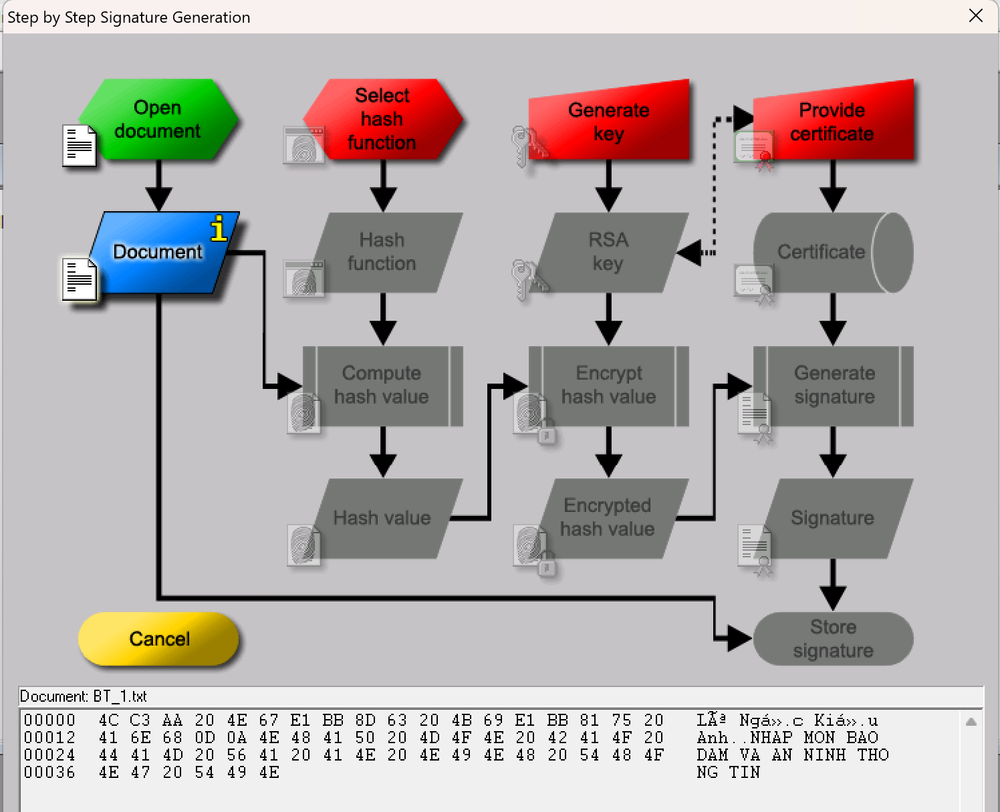 Step by Step Signature Generation
Open
document
Select
hash
function
Generate
key
Provide
certificate
Document
i
Hash
function
RSA
key
Certificate
Compute
hash value
Encrypt
hash value
Generate
signature
Hash value
Encrypted
hash value
Signature
Cancel
Store
signature
Document: BT_1.txt
00000 4C C3 AA 20 4E 67 E1 BB 8D 63 20 4B 69 E1 BB 81 75 20 LÃª Ngá».c Kiá».u
00012 41 6E 68 0D 0A 4E 48 41 50 20 4D 4F 4E 20 42 41 4F 20 Anh..NHAP MON BAO
00024 44 41 4D 20 56 41 20 41 4E 20 4E 49 4E 48 20 54 48 4F DAM VA AN NINH THO
00036 4E 47 20 54 49 4E NG TIN